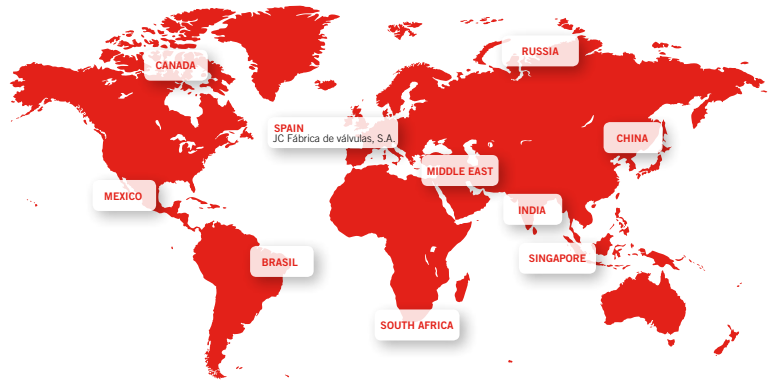 RUSSIA
CANADA
SPAIN
JC Fábrica de válvulas, S.A.
CHINA
MIDDLE EAST
MEXICO
INDIA
SINGAPORE
BRASIL
SOUTH AFRICA